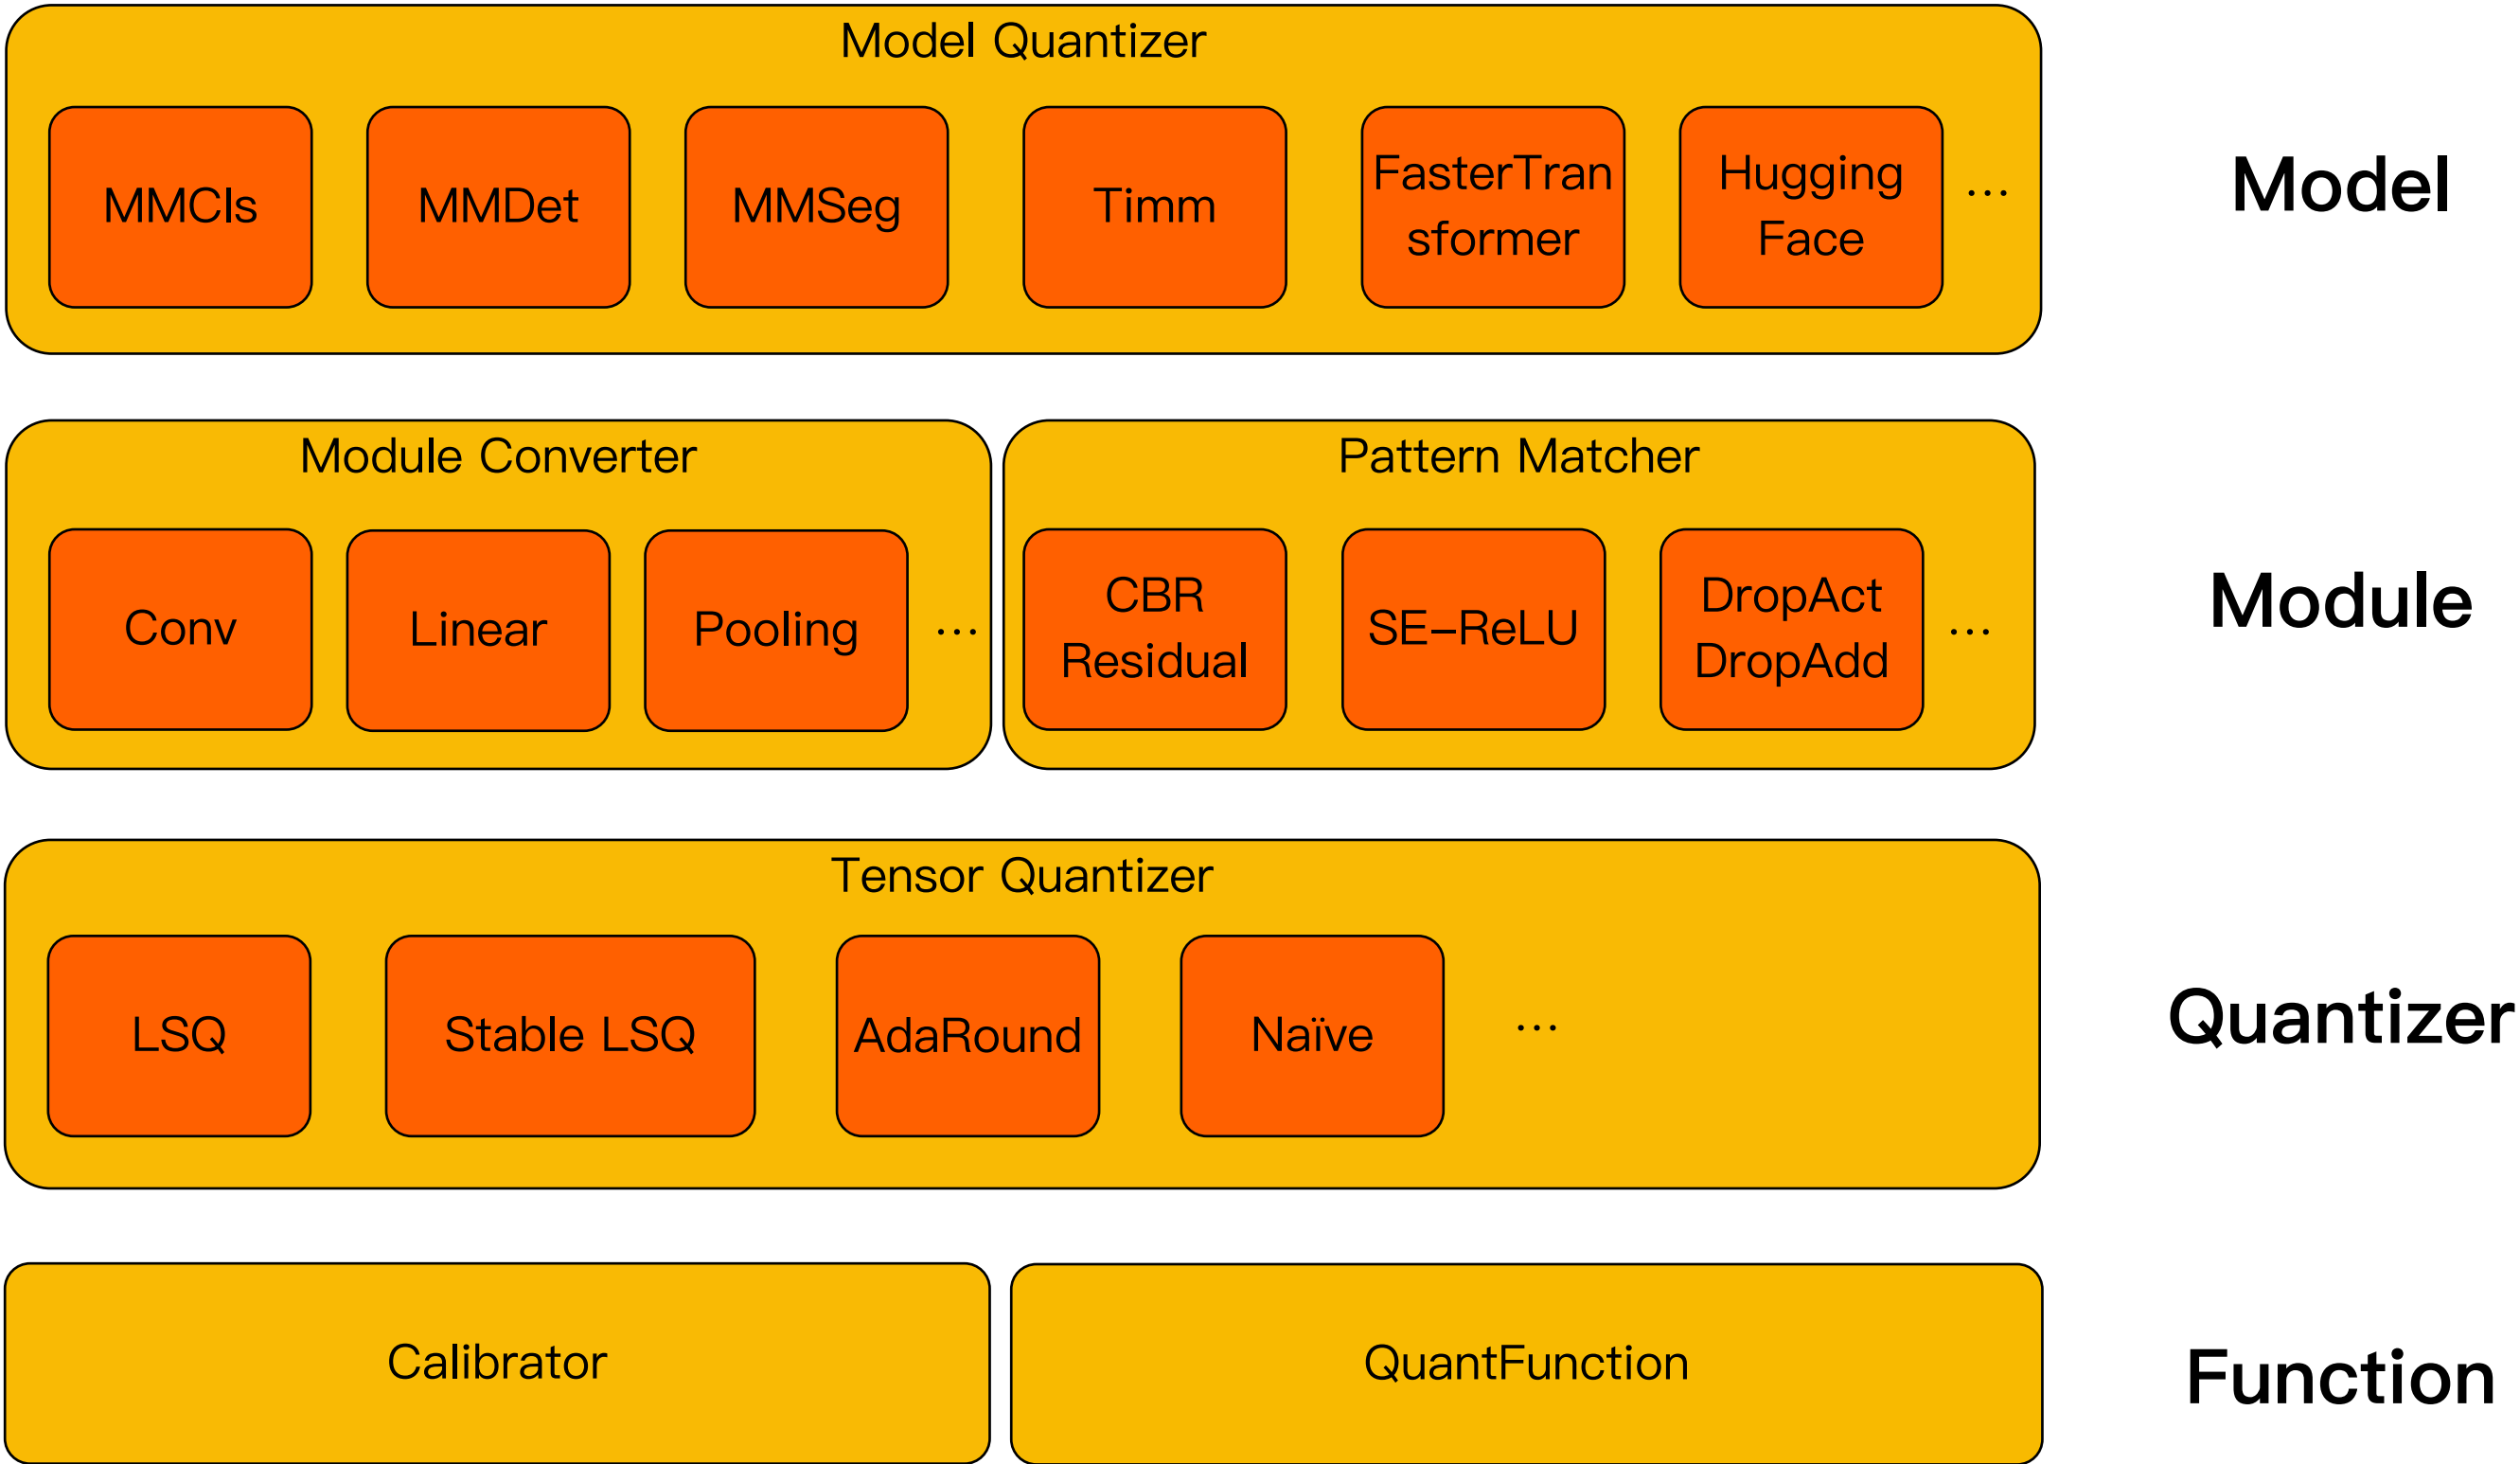 Model Quantizer
MMCls
MMDet
MMSeg
Timm
FasterTran
sformer
Hugging
Face
...
Model
Module Converter
Conv
Linear
Pooling
...
Pattern Matcher
CBR
Residual
SE–ReLU
DropAct
DropAdd
...
Module
Tensor Quantizer
LSQ
Stable LSQ
AdaRound
Naïve
...
Quantizer
Calibrator
QuantFunction
Function